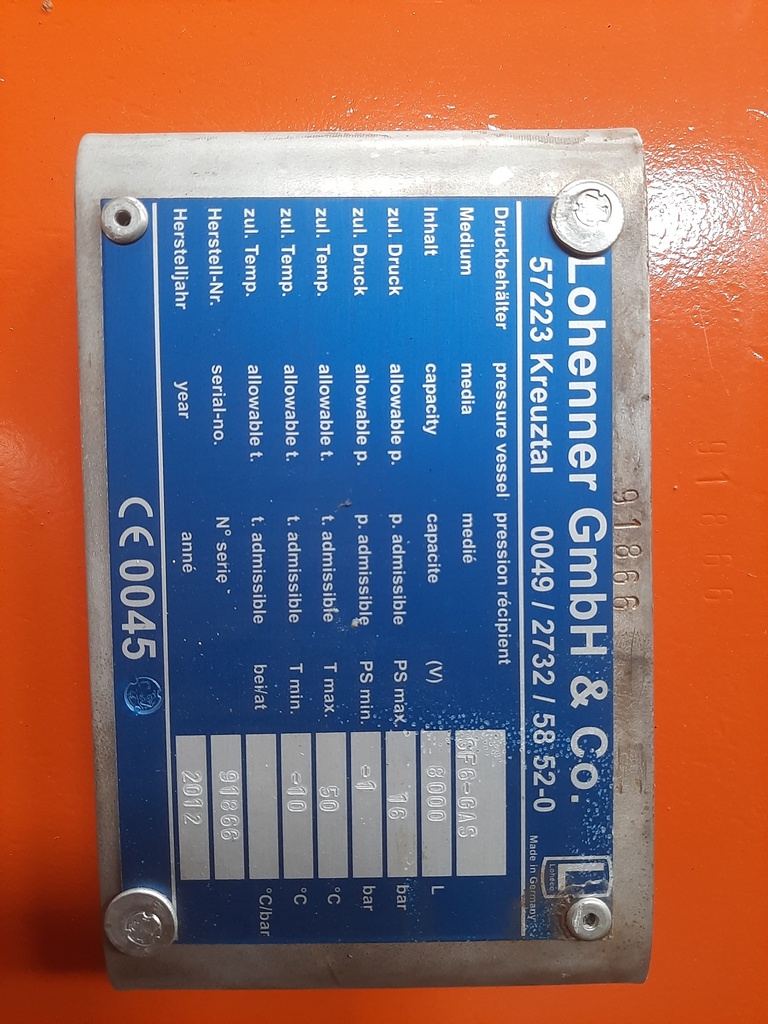 Lohenner GmbH & Co.
57223 Kreuztal 0049 / 2732 / 58 52-0
Lohéco
Made in Germany
Druckbehälter pressure vessel pression récipient
Medium media medié SF6-GAS
Inhalt capacity capacite (V) 8000 L
zul. Druck allowable p. p. admissible PS max. 16 bar
zul. Druck allowable p. p. admissible PS min. -1 bar
zul. Temp. allowable t. t. admissible T max. 50 °C
zul. Temp. allowable t. t. admissible T min. -10 °C
zul. Temp. allowable t. t. admissible bei/at °C/bar
Herstell-Nr. serial-no. N° serie 91866
Herstelljahr year anné 2012
CE 0045
91866
91866